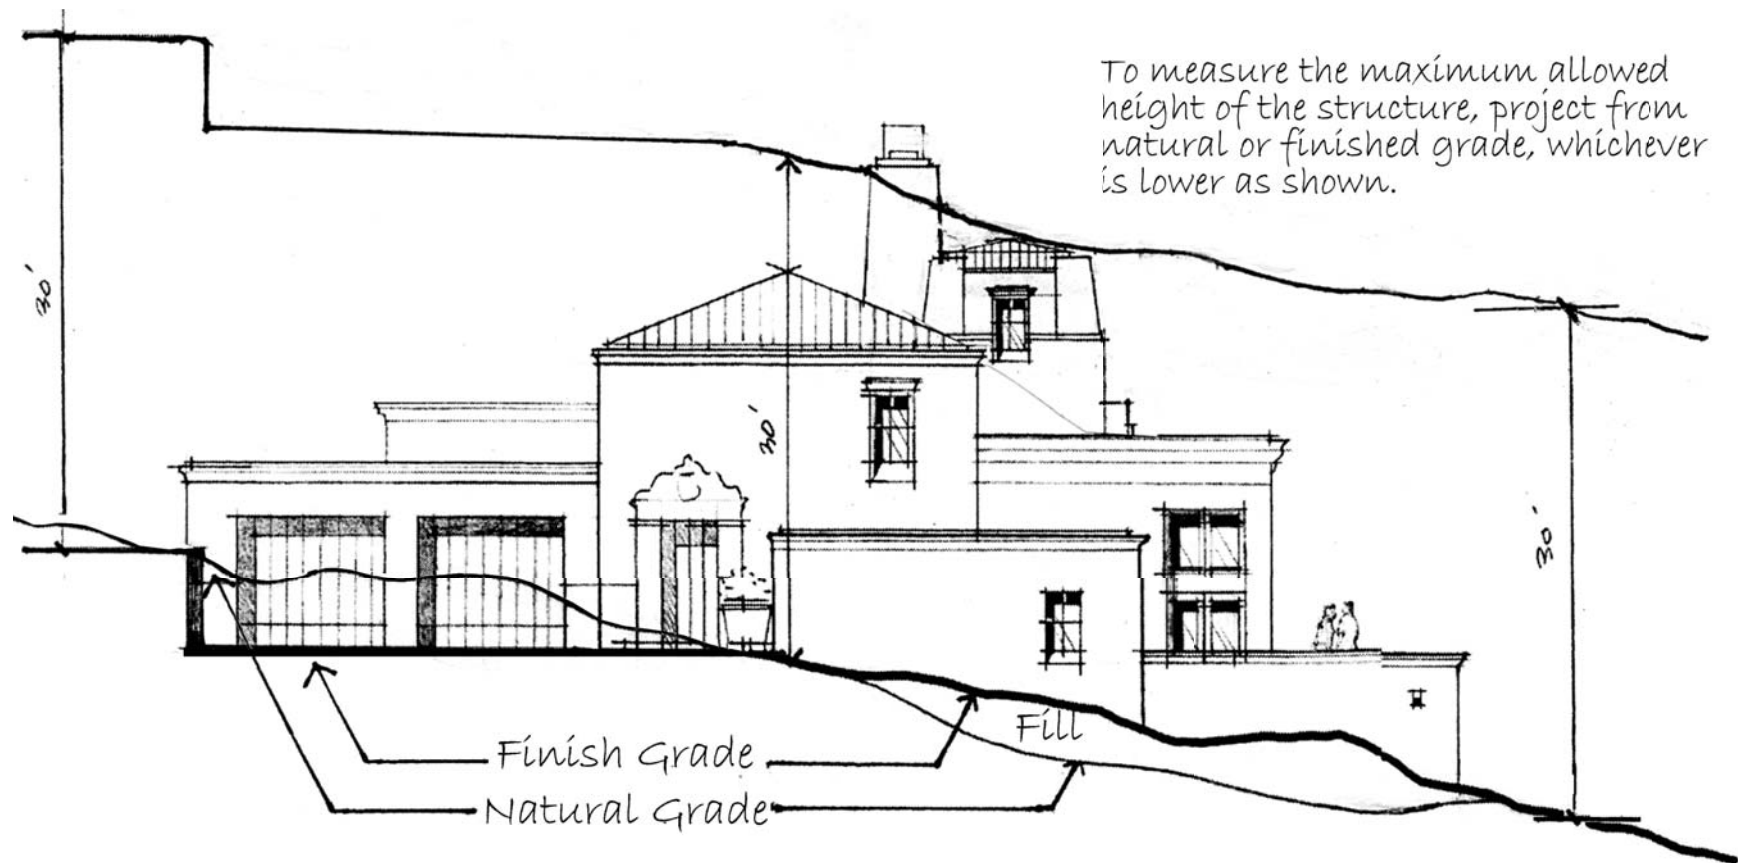 To measure the maximum allowed
height of the structure, project from
natural or finished grade, whichever
is lower as shown.
30'
30'
30'
Fill
Finish Grade
Natural Grade